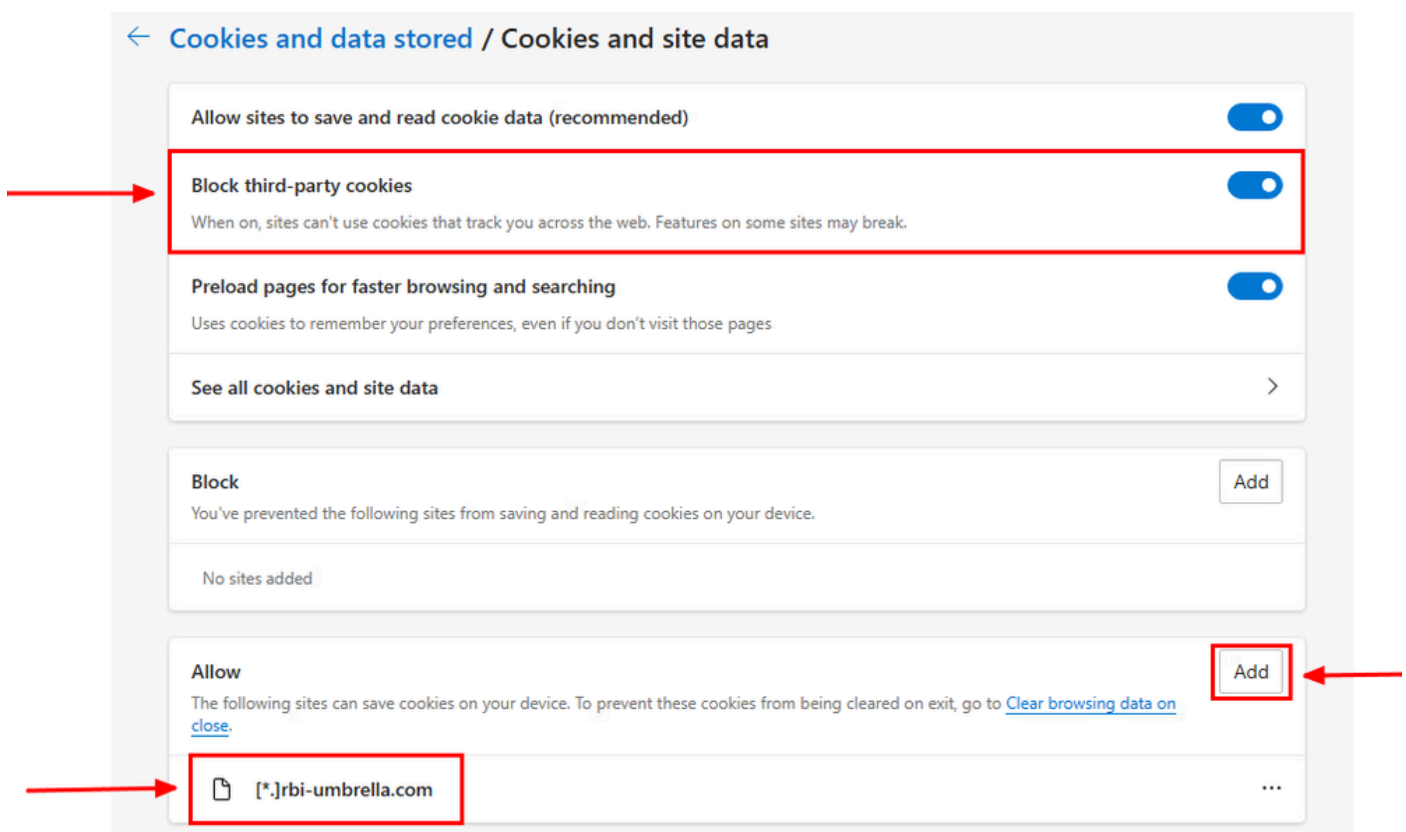 Cookies and data stored / Cookies and site data
Allow sites to save and read cookie data (recommended)
Block third-party cookies
When on, sites can't use cookies that track you across the web. Features on some sites may break.
Preload pages for faster browsing and searching
Uses cookies to remember your preferences, even if you don't visit those pages
See all cookies and site data
Block
Add
You've prevented the following sites from saving and reading cookies on your device.
No sites added
Allow
Add
The following sites can save cookies on your device. To prevent these cookies from being cleared on exit, go to Clear browsing data on
close.
[*.]rbi-umbrella.com